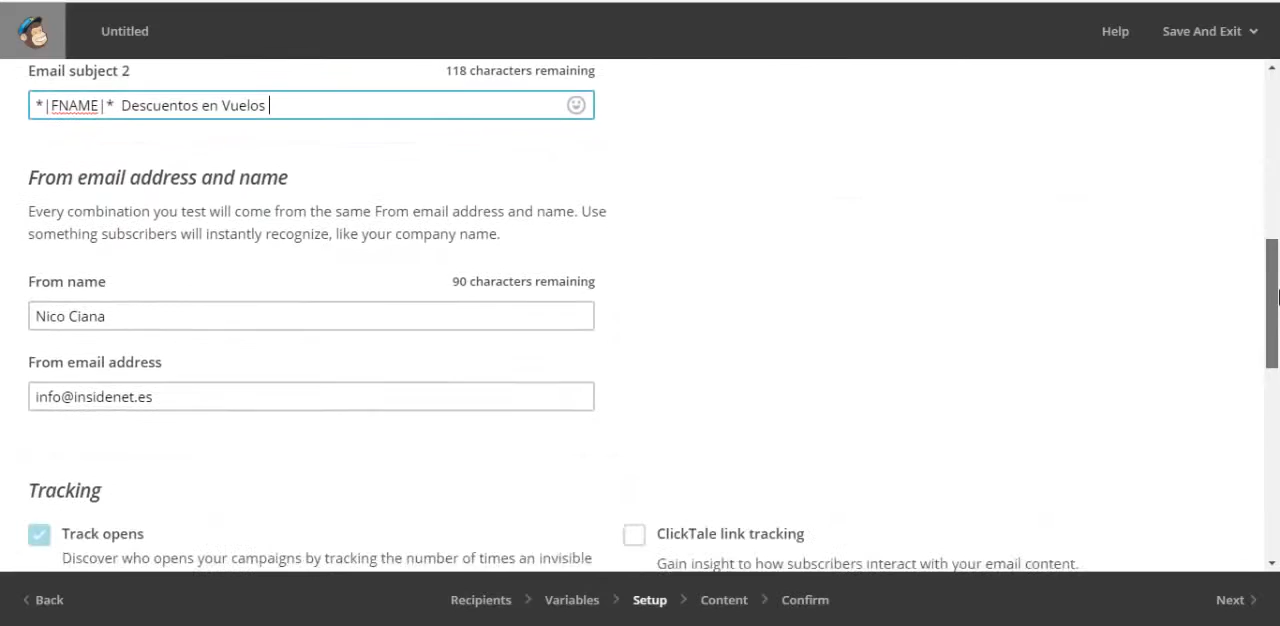 Untitled
Help
Save And Exit
Email subject 2
118 characters remaining
*|FNAME|* Descuentos en Vuelos
From email address and name
Every combination you test will come from the same From email address and name. Use
something subscribers will instantly recognize, like your company name.
From name
90 characters remaining
Nico Ciana
From email address
info@insidenet.es
Tracking
Track opens
Discover who opens your campaigns by tracking the number of times an invisible
ClickTale link tracking
Gain insight to how subscribers interact with your email content.
Back
Recipients
Variables
Setup
Content
Confirm
Next